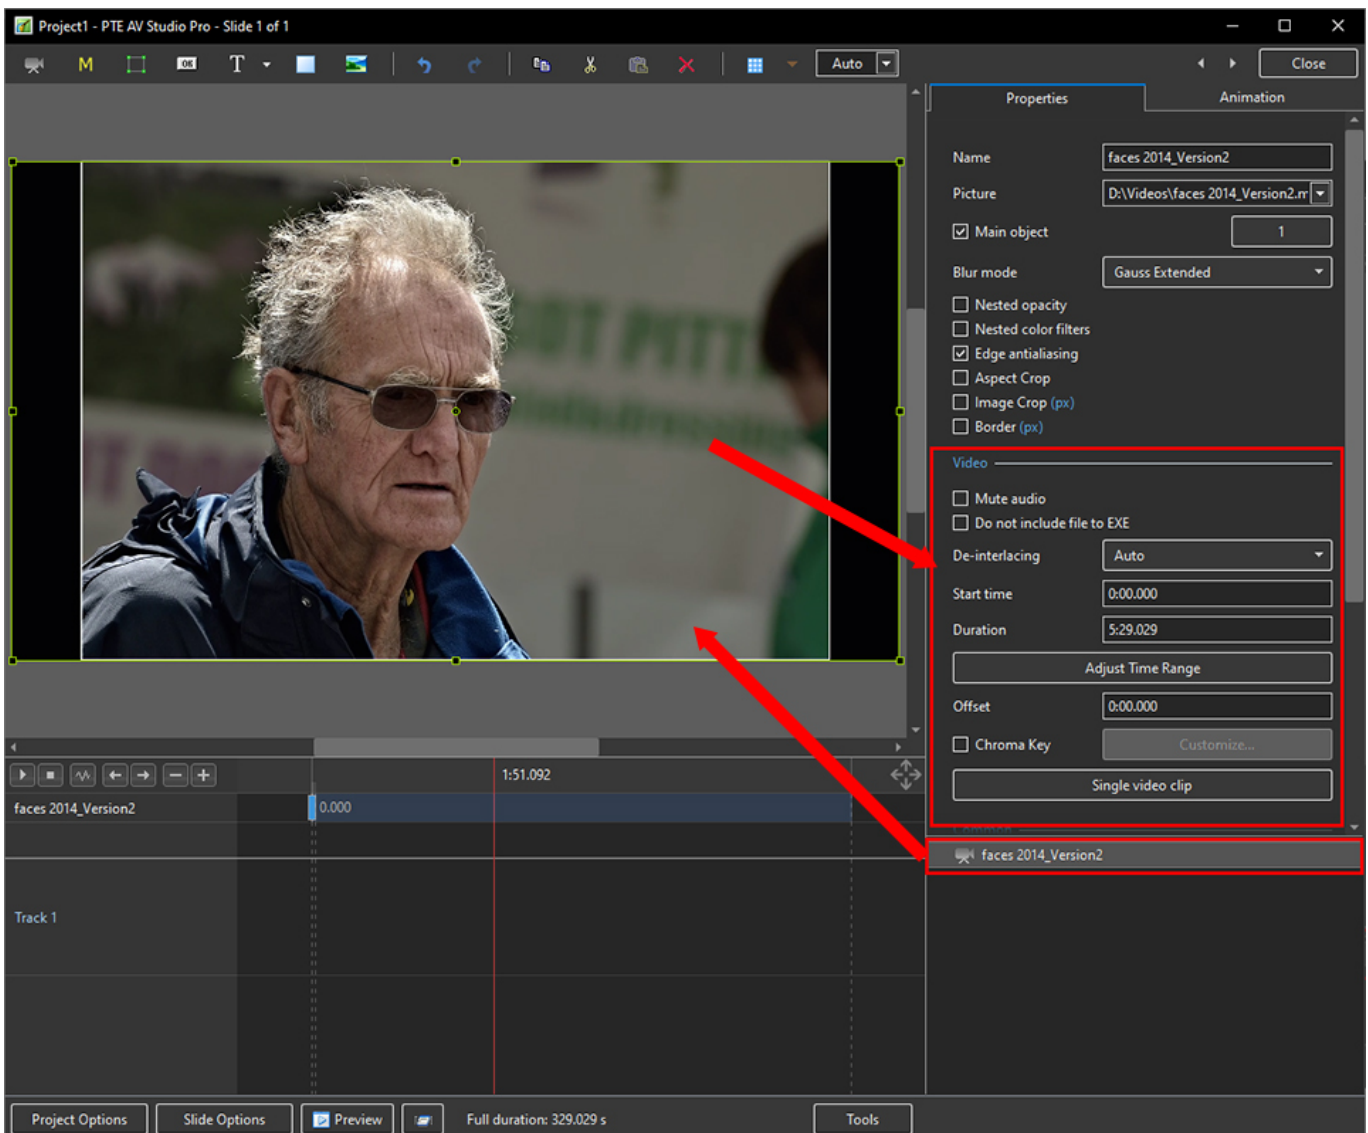 Project1 - PTE AV Studio Pro - Slide 1 of 1
M OK T Auto Close
Properties Animation
Name faces 2014_Version2
Picture D:\Videos\faces 2014_Version2.m
Main object 1
Blur mode Gauss Extended
Nested opacity
Nested color filters
Edge antialiasing
Aspect Crop
Image Crop (px)
Border (px)
Video
Mute audio
Do not include file to EXE
De-interlacing Auto
Start time 0:00.000
Duration 5:29.029
Adjust Time Range
Offset 0:00.000
Chroma Key Customize...
Single video clip
Common
faces 2014_Version2
1:51.092
faces 2014_Version2 0.000
Track 1
Project Options Slide Options Preview Full duration: 329.029 s Tools